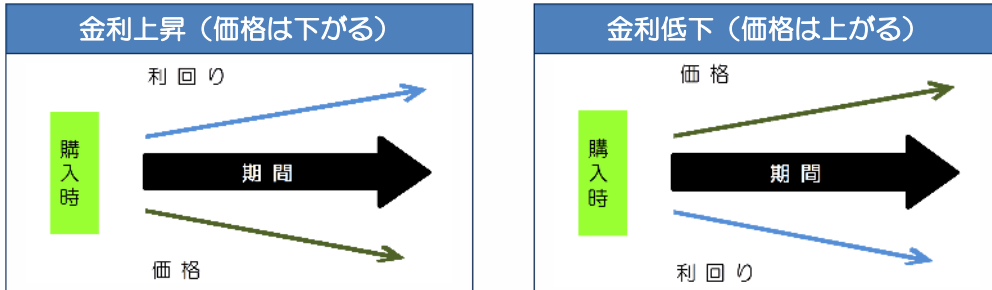 金利上昇（価格は下がる）
利回り
購入時
期間
価格
金利低下（価格は上がる）
価格
購入時
期間
利回り